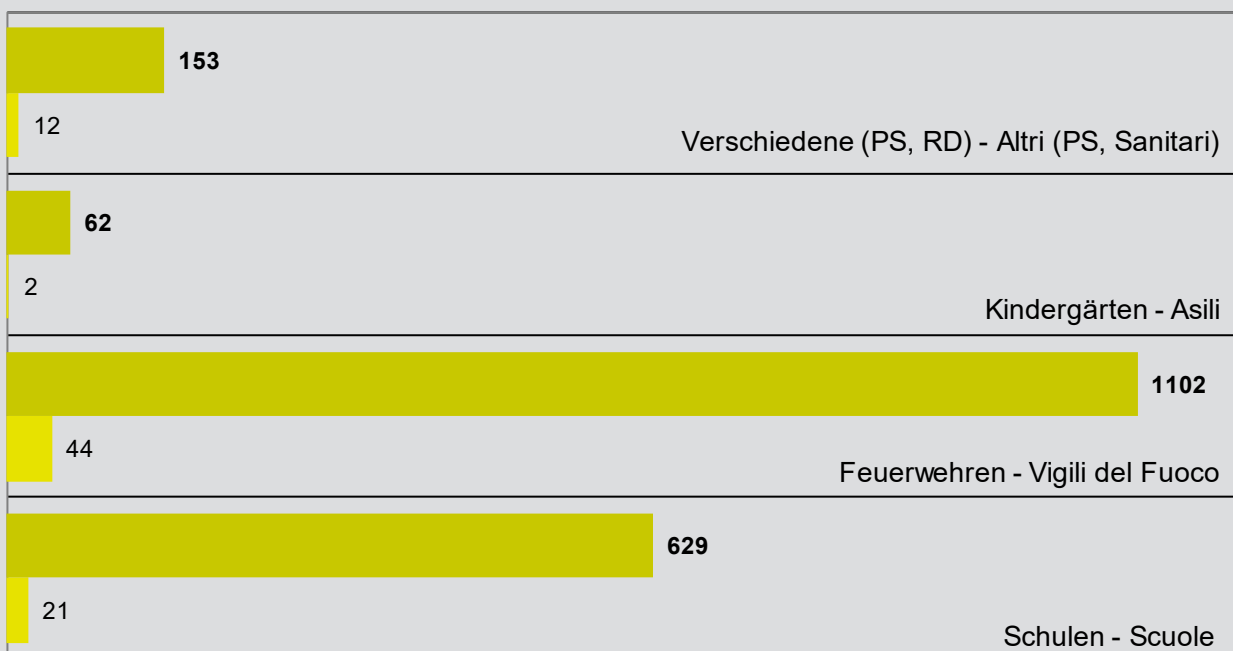 153
12
Verschiedene (PS, RD) - Altri (PS, Sanitari)
62
2
Kindergärten - Asili
1102
44
Feuerwehren - Vigili del Fuoco
629
21
Schulen - Scuole